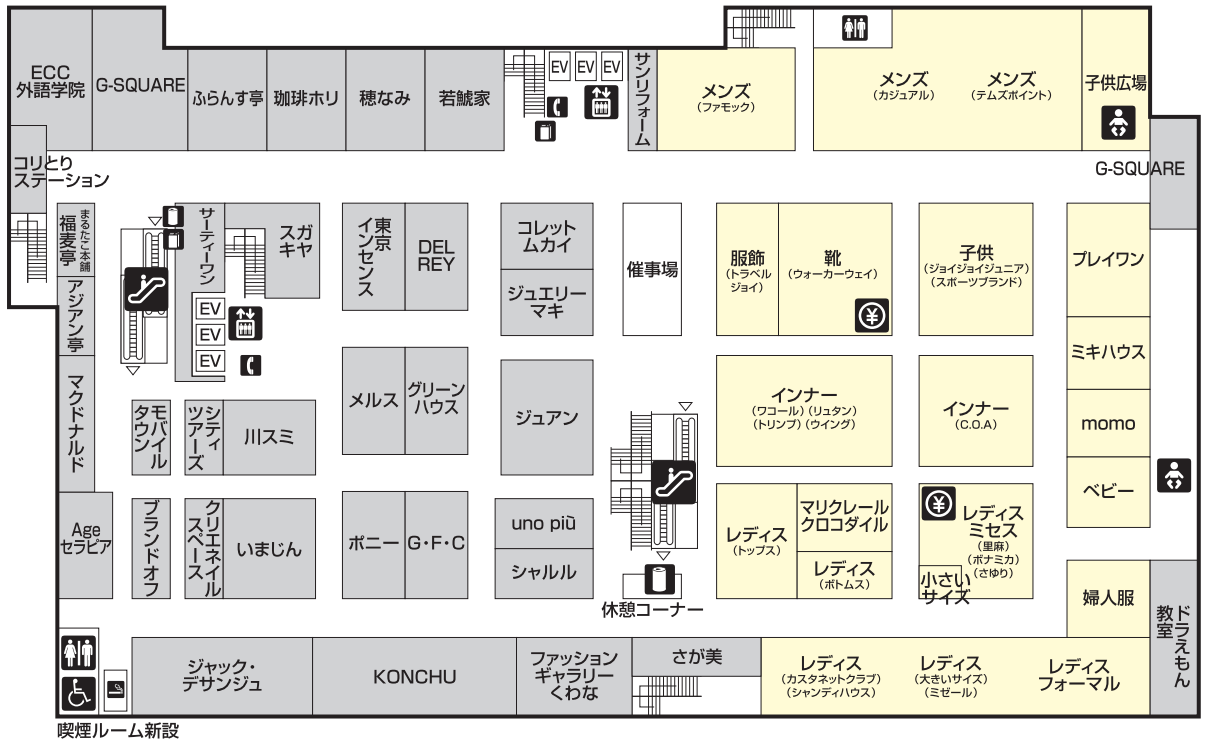 ECC
外語学院
G-SQUARE
ふらんす亭
珈琲ホリ
穂なみ
若鯱家
EV
EV
EV
サンリフォーム
メンズ
(ファモック)
メンズ
(カジュアル)
メンズ
(テムズポイント)
子供広場
コリとり
ステーション
G-SQUARE
まるたこ本舗
福麦亭
サーティーワン
スガキヤ
東京インセンス
DEL
REY
コレット
ムカイ
ジュエリー
マキ
催事場
服飾
(トラベル
ジョイ)
靴
(ウォーカーウェイ)
子供
(ジョイジョイジュニア)
(スポーツブランド)
プレイワン
アジアン亭
EV
EV
EV
マクドナルド
メルス
グリーン
ハウス
ジュアン
インナー
(ワコール)(リュタン)
(トリンプ)(ウイング)
インナー
(C.O.A)
ミキハウス
momo
ベビー
モバイル
タウン
シティ
ツアーズ
川スミ
Age
セラピア
ブランドオフ
クリエネイル
スペース
いまじん
ポニー
G・F・C
uno più
シャルル
レディス
(トップス)
マリクレール
クロコダイル
レディス
(ボトムス)
レディス
ミセス
(里麻)
(ボナミカ)
(さゆり)
小さい
サイズ
休憩コーナー
婦人服
ドラえもん
教室
ジャック・
デサンジュ
KONCHU
ファッション
ギャラリー
くわな
さが美
レディス
(カスタネットクラブ)
(シャンディハウス)
レディス
(大きいサイズ)
(ミゼール)
レディス
フォーマル
喫煙ルーム新設